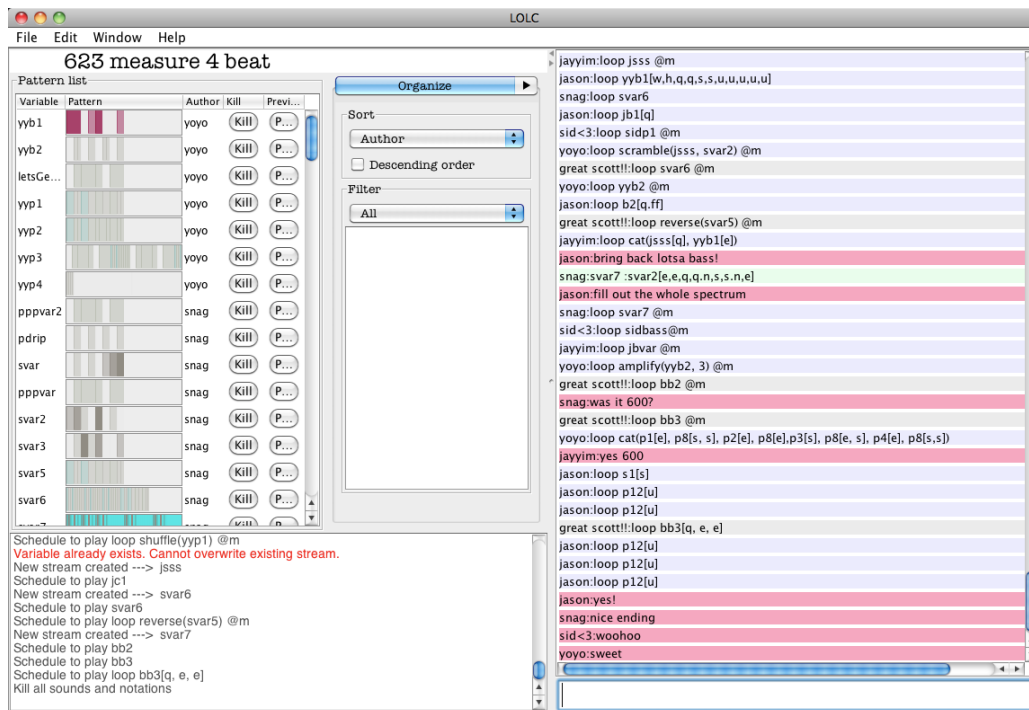 LOLC
File Edit Window Help
623 measure 4 beat
Pattern list
Variable Pattern Author Kill Previ...
yyb1 yoyo Kill P...
yyb2 yoyo Kill P...
letsGe... yoyo Kill P...
yyp1 yoyo Kill P...
yyp2 yoyo Kill P...
yyp3 yoyo Kill P...
yyp4 yoyo Kill P...
pppvar2 snag Kill P...
pdrip snag Kill P...
svar snag Kill P...
pppvar snag Kill P...
svar2 snag Kill P...
svar3 snag Kill P...
svar5 snag Kill P...
svar6 snag Kill P...
Organize
Sort
Author
Descending order
Filter
All
Schedule to play loop shuffle(yyp1) @m
Variable already exists. Cannot overwrite existing stream.
New stream created ---> jsss
Schedule to play jc1
New stream created ---> svar6
Schedule to play svar6
Schedule to play loop reverse(svar5) @m
New stream created ---> svar7
Schedule to play bb2
Schedule to play bb3
Schedule to play loop bb3[q, e, e]
Kill all sounds and notations
jayyim:loop jsss @m
jason:loop yyb1[w,h,q,q,s,s,u,u,u,u,u]
snag:loop svar6
jason:loop jb1[q]
sid<3:loop sidp1 @m
yoyo:loop scramble(jsss, svar2) @m
great scott!!:loop svar6 @m
yoyo:loop yyb2 @m
jason:loop b2[q.ff]
great scott!!:loop reverse(svar5) @m
jayyim:loop cat(jsss[q], yyb1[e])
jason:bring back lotsa bass!
snag:svar7 :svar2[e,e,q,q.n,s,s.n,e]
jason:fill out the whole spectrum
snag:loop svar7 @m
sid<3:loop sidbass@m
jayyim:loop jbvar @m
yoyo:loop amplify(yyb2, 3) @m
great scott!!:loop bb2 @m
snag:was it 600?
great scott!!:loop bb3 @m
yoyo:loop cat(p1[e], p8[s, s], p2[e], p8[e],p3[s], p8[e, s], p4[e], p8[s,s])
jayyim:yes 600
jason:loop s1[s]
jason:loop p12[u]
jason:loop p12[u]
great scott!!:loop bb3[q, e, e]
jason:loop p12[u]
jason:loop p12[u]
jason:loop p12[u]
jason:yes!
snag:nice ending
sid<3:woohoo
yoyo:sweet